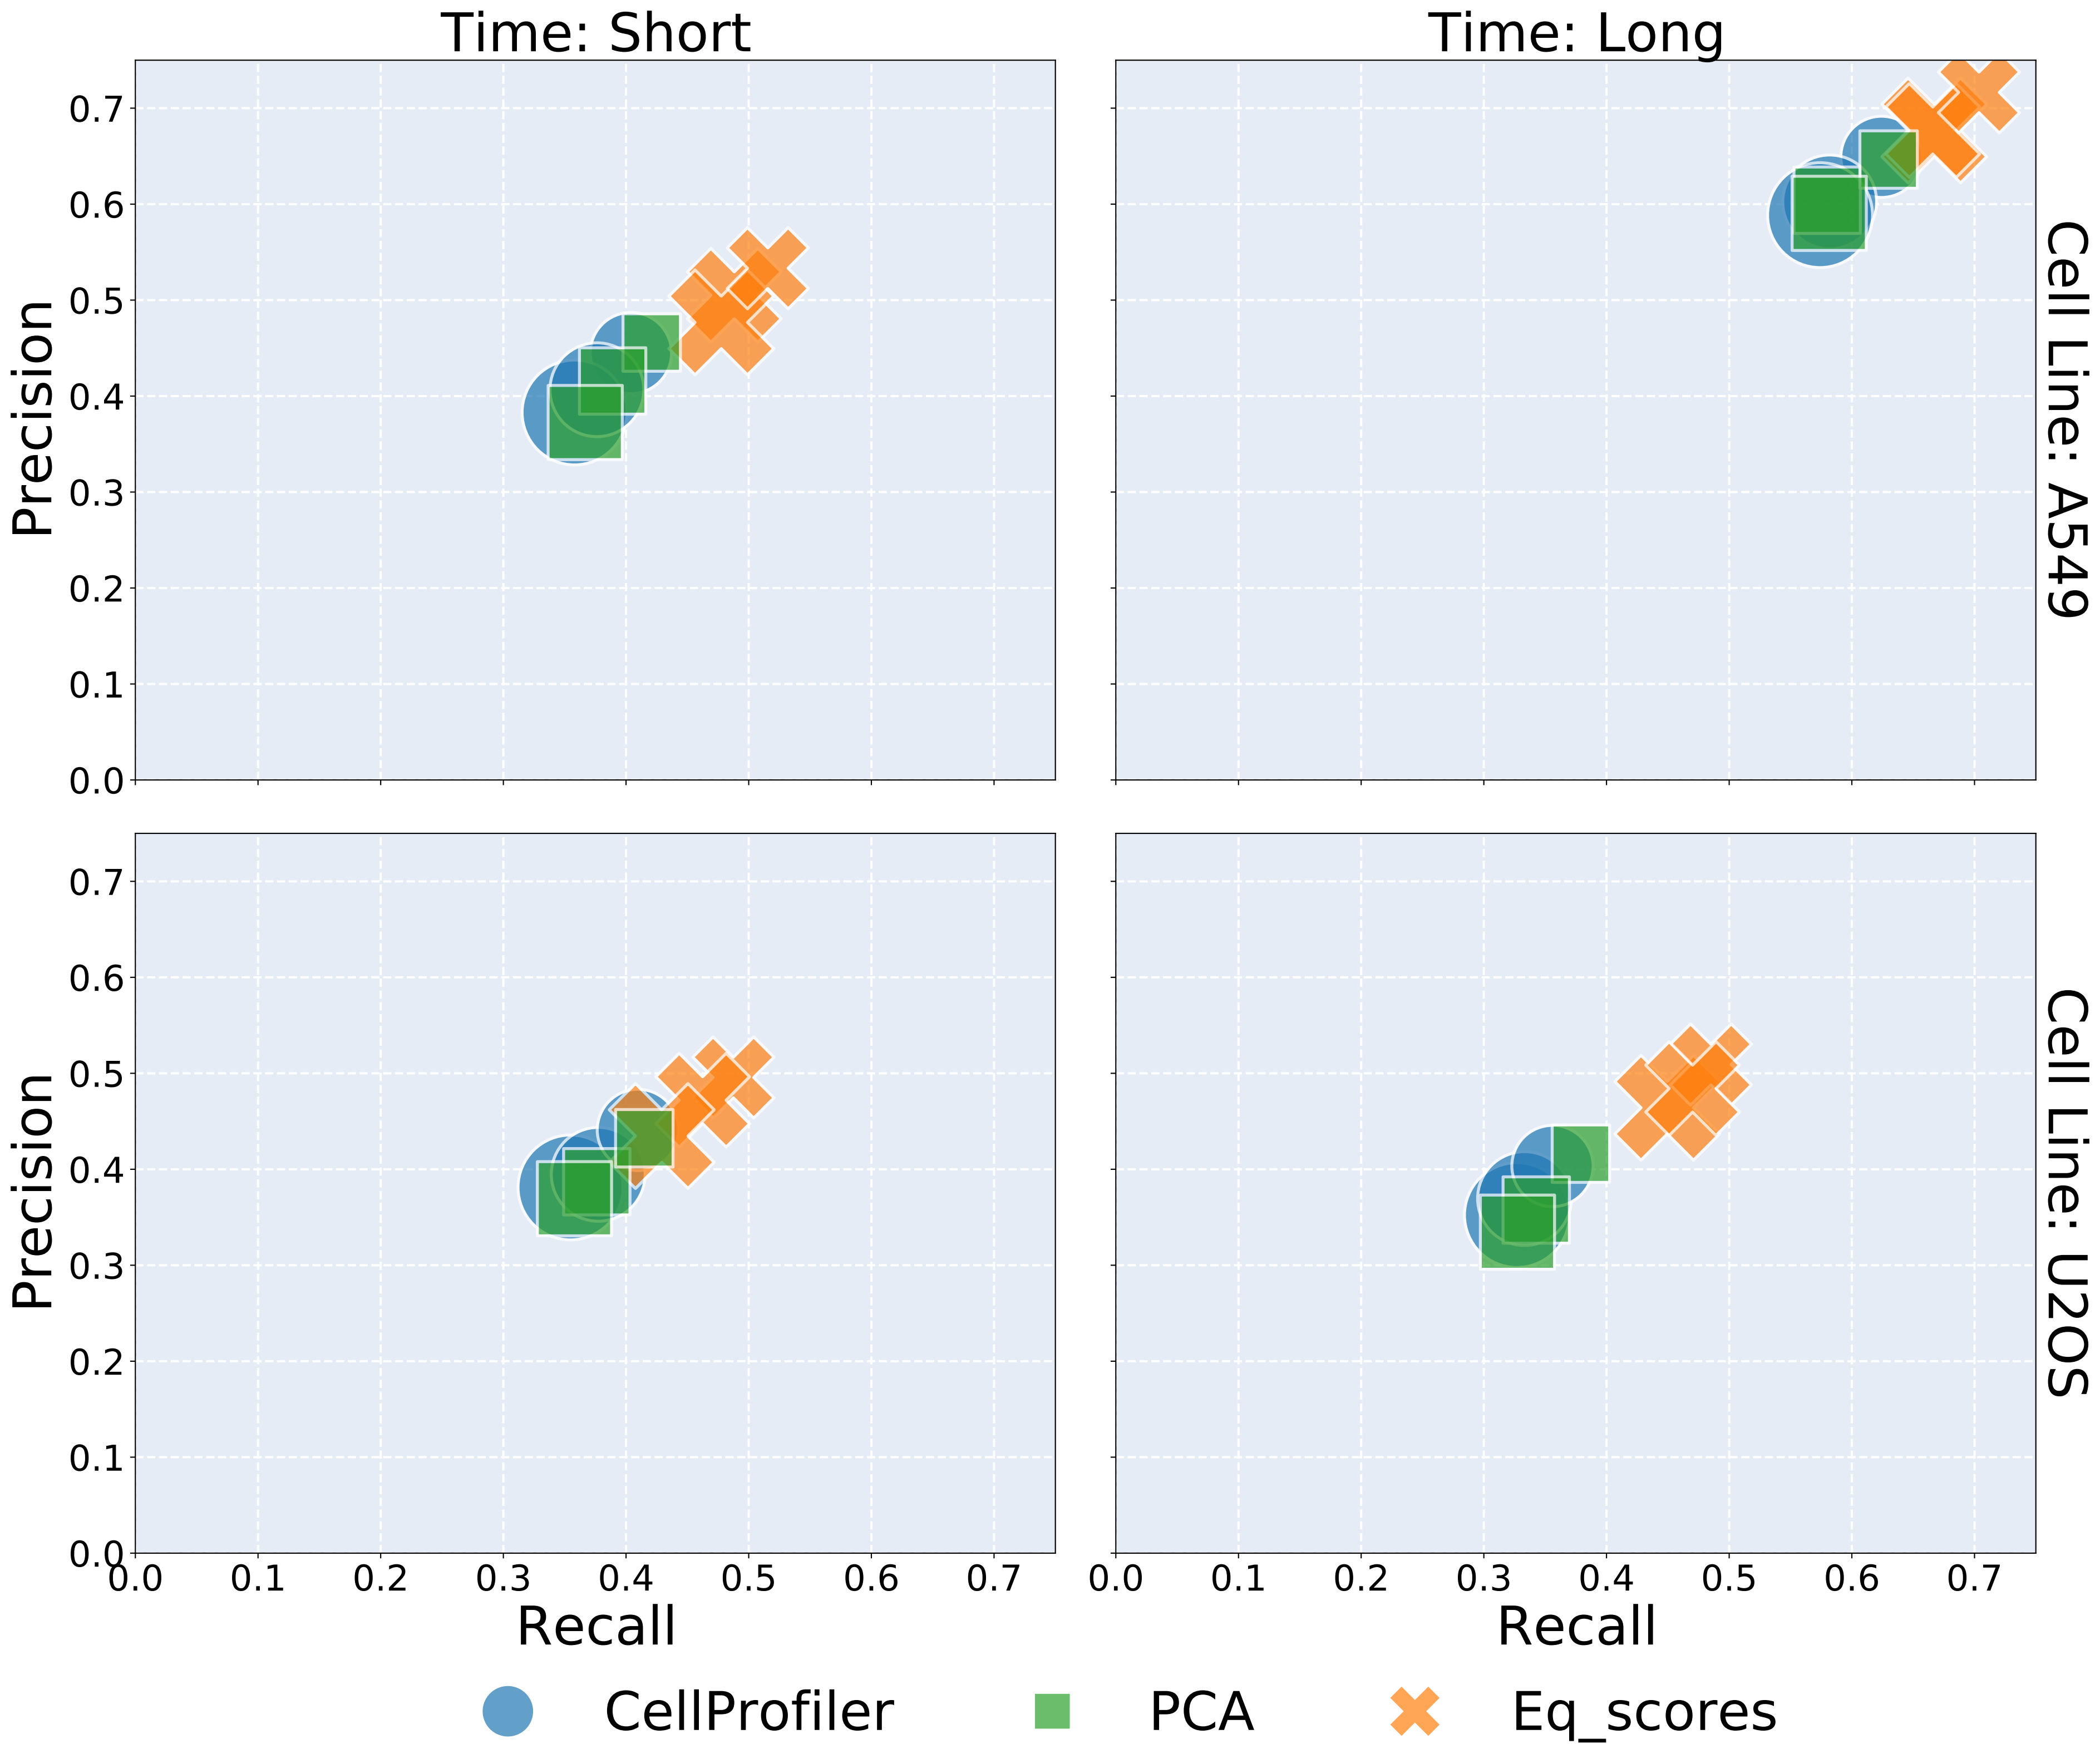 Time: Short
Time: Long
Precision
0.7
0.6
0.5
0.4
0.3
0.2
0.1
0.0
Cell Line: A549
Precision
0.7
0.6
0.5
0.4
0.3
0.2
0.1
0.0
Cell Line: U2OS
0.0 0.1 0.2 0.3 0.4 0.5 0.6 0.7
0.0 0.1 0.2 0.3 0.4 0.5 0.6 0.7
Recall
Recall
CellProfiler PCA Eq_scores